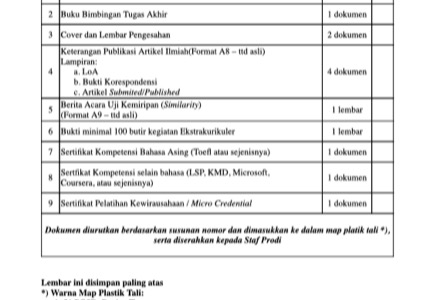 2 Buku Bimbingan Tugas Akhir 1 dokumen
3 Cover dan Lembar Pengesahan 2 dokumen
4 Keterangan Publikasi Artikel Ilmiah(Format A8 – ttd asli) 4 dokumen
Lampiran:
a. LoA
b. Bukti Korespondensi
c. Artikel Submited/Published
5 Berita Acara Uji Kemiripan (Similarity) 1 lembar
(Format A9 – ttd asli)
6 Bukti minimal 100 butir kegiatan Ekstrakurikuler 1 lembar
7 Sertifikat Kompetensi Bahasa Asing (Toefl atau sejenisnya) 1 dokumen
8 Sertfikat Kompetensi selain bahasa (LSP, KMD, Microsoft, 1 dokumen
Coursera, atau sejenisnya)
9 Sertifikat Pelatihan Kewirausahaan / Micro Credential 1 dokumen
Dokumen diurutkan berdasarkan susunan nomor dan dimasukkan ke dalam map platik tali *),
serta diserahkan kepada Staf Prodi
Lembar ini disimpan paling atas
*) Warna Map Plastik Tali: